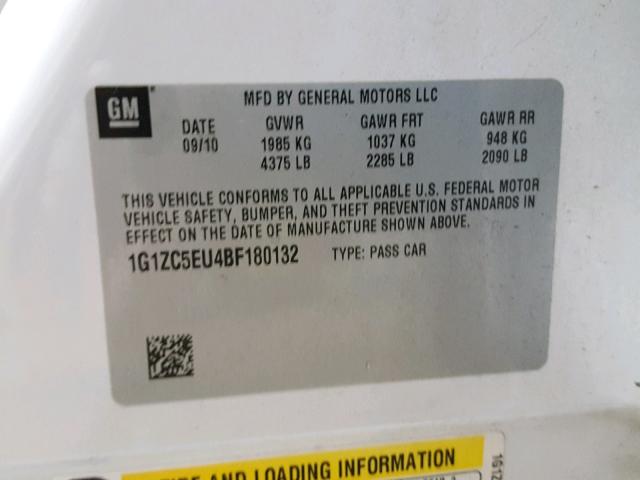 GM
MFD BY GENERAL MOTORS LLC
DATE GVWR GAWR FRT GAWR RR
09/10 1985 KG 1037 KG 948 KG
4375 LB 2285 LB 2090 LB
THIS VEHICLE CONFORMS TO ALL APPLICABLE U.S. FEDERAL MOTOR
VEHICLE SAFETY, BUMPER, AND THEFT PREVENTION STANDARDS IN
EFFECT ON THE DATE OF MANUFACTURE SHOWN ABOVE.
1G1ZC5EU4BF180132 TYPE: PASS CAR
AND LOADING INFORMATION
1G1Z